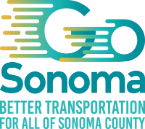 Go
Sonoma
BETTER TRANSPORTATION
FOR ALL OF SONOMA COUNTY